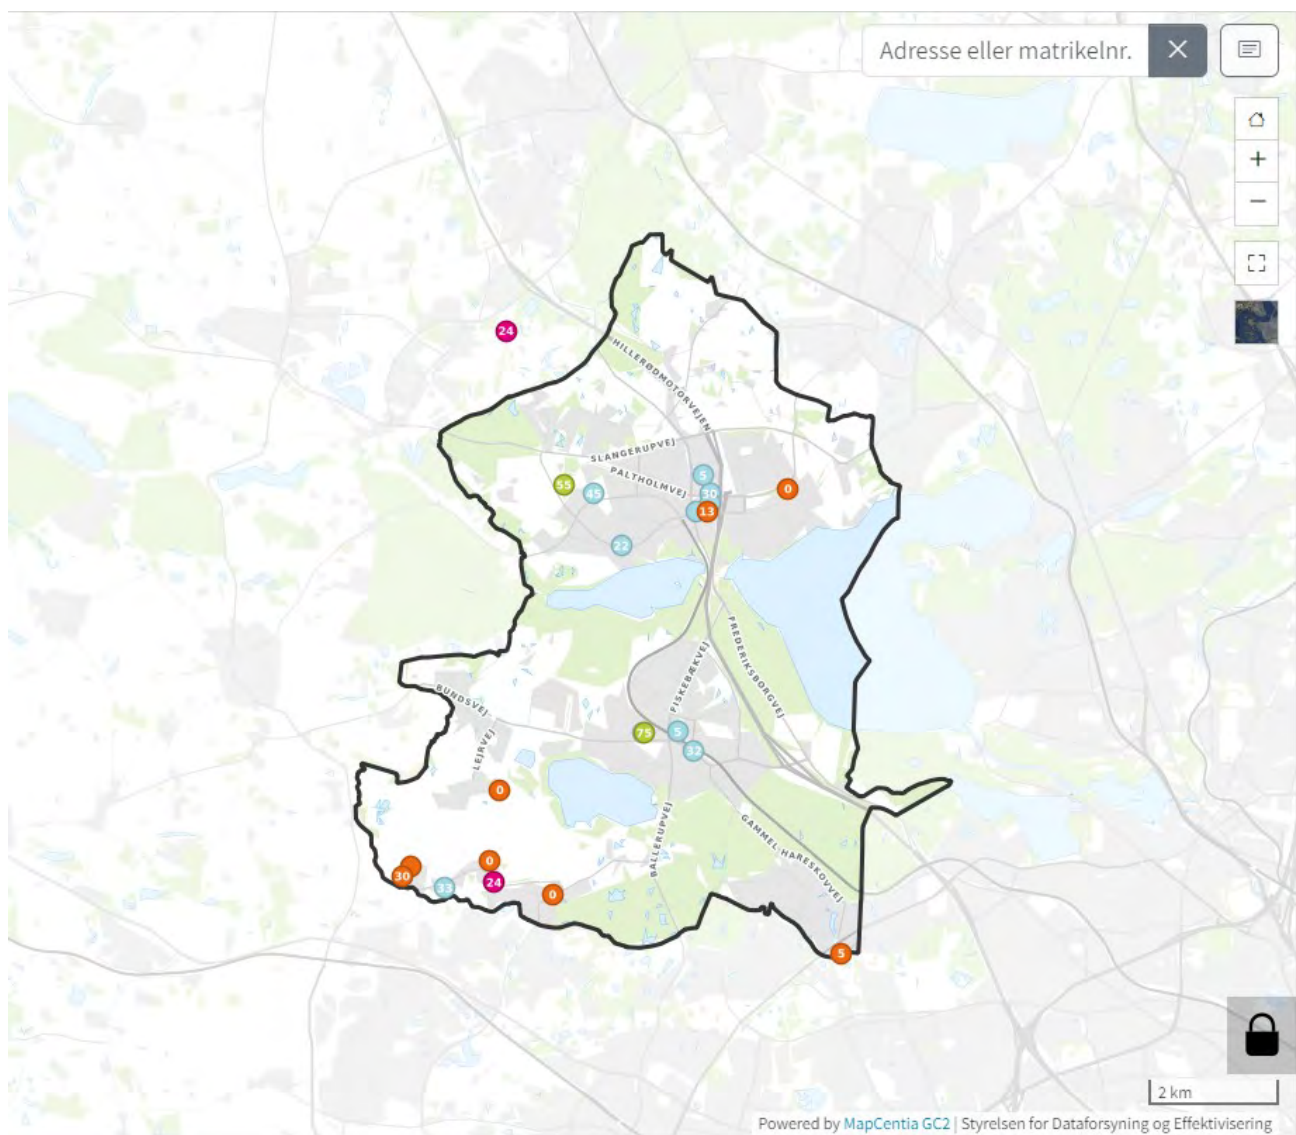 Adresse eller matrikelnr.
+
−
24
HILLERØDMOTORVEJEN
SLANGERUPVEJ
PALTHOLMVEJ
5
55
45
30
0
13
22
FREDERIKSBORGVEJ
FISKEBÆKVEJ
BUNDSVEJ
LEJRVEJ
75
5
32
0
BALLERUPVEJ
GAMMEL HARESKOVVEJ
0
30
33
24
0
5
2 km
Powered by MapCentia GC2 | Styrelsen for Dataforsyning og Effektivisering